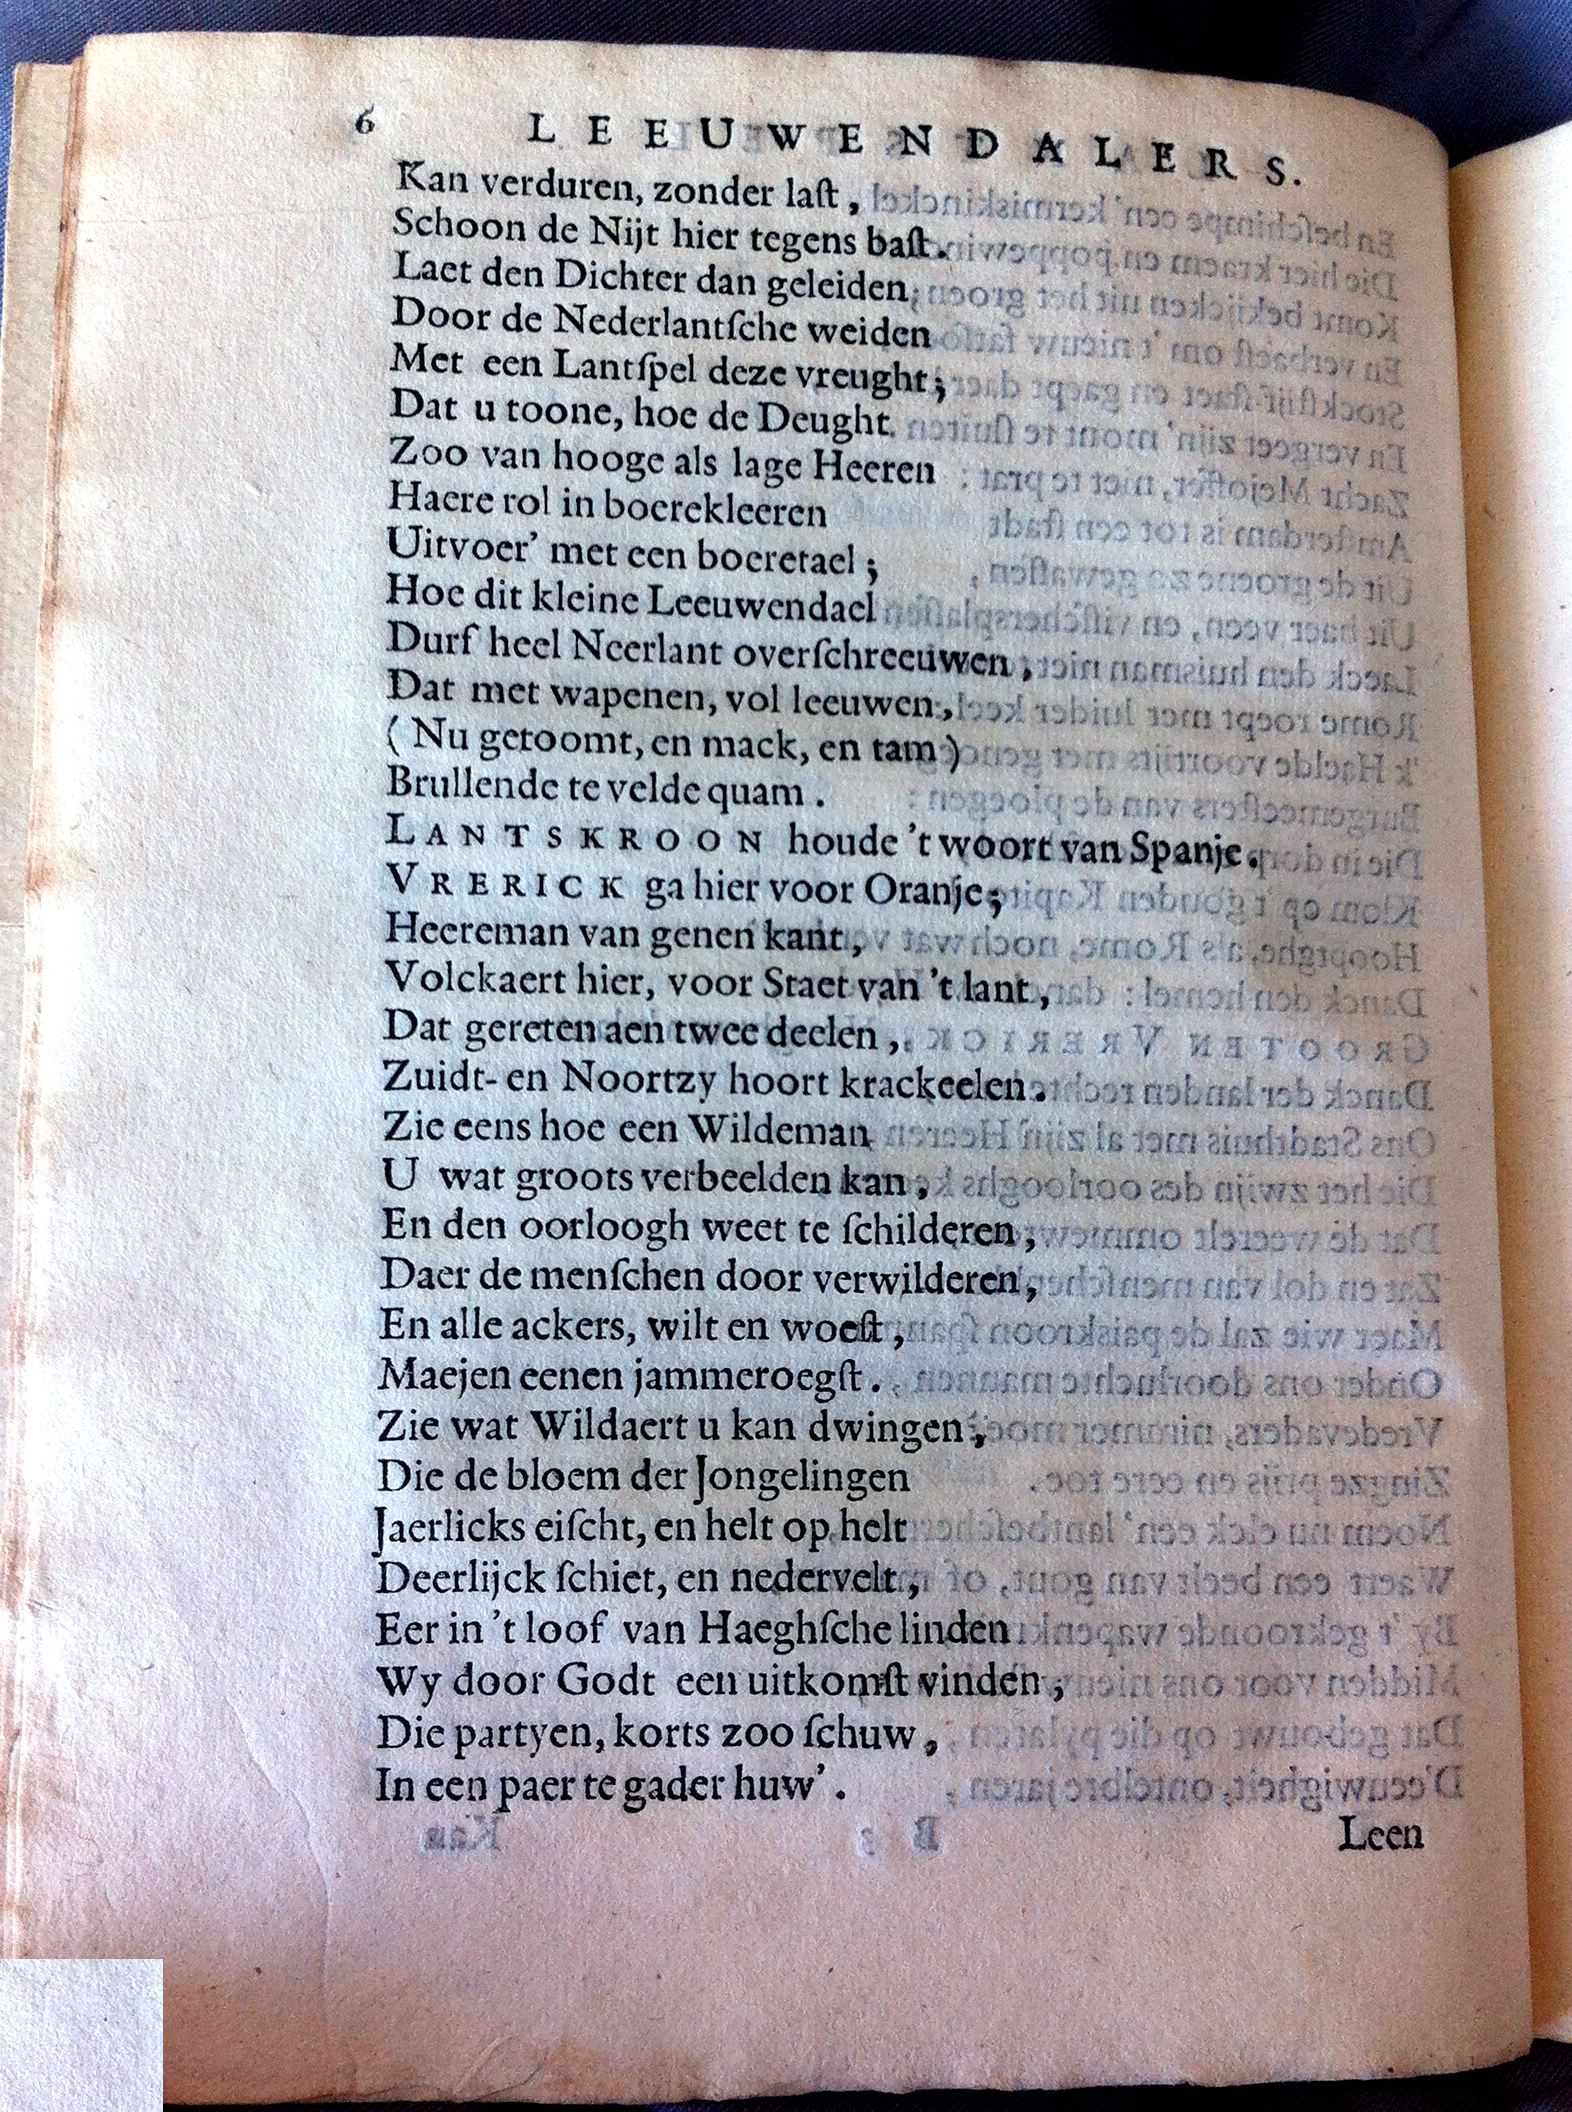 6 LEEUWENDALERS.
Kan verduren, zonder laſt,
Schoon de Nijt hier tegens baſt.
Laet den Dichter dan geleiden,
Door de Nederlantſche weiden
Met een Lantſpel deze vreught;
Dat u toone, hoe de Deught
Zoo van hooge als lage Heeren
Haere rol in boerekleeren
Uitvoer’ met een boeretael;
Hoe dit kleine Leeuwendael
Durf heel Neerlant overſchreeuwen,
Dat met wapenen, vol leeuwen,
(Nu getoomt, en mack, en tam)
Brullende te velde quam.
LANTSKROON houde ’t woort van Spanje.
VRERICK ga hier voor Oranje;
Heereman van genen kant,
Volckaert hier, voor Staet van ’t lant,
Dat gereten aen twee deelen,
Zuidt- en Noortzy hoort krackeelen.
Zie eens hoe een Wildeman
U wat groots verbeelden kan,
En den oorloogh weet te ſchilderen,
Daer de menſchen door verwilderen,
En alle ackers, wilt en woeſt,
Maejen eenen jammeroegſt.
Zie wat Wildaert u kan dwingen,
Die de bloem der Jongelingen
Jaerlicks eiſcht, en helt op helt
Deerlijck ſchiet, en nedervelt,
Eer in ’t loof van Haeghſche linden
Wy door Godt een uitkomſt vinden,
Die partyen, korts zoo ſchuw,
In een paer te gader huw’.
Leen